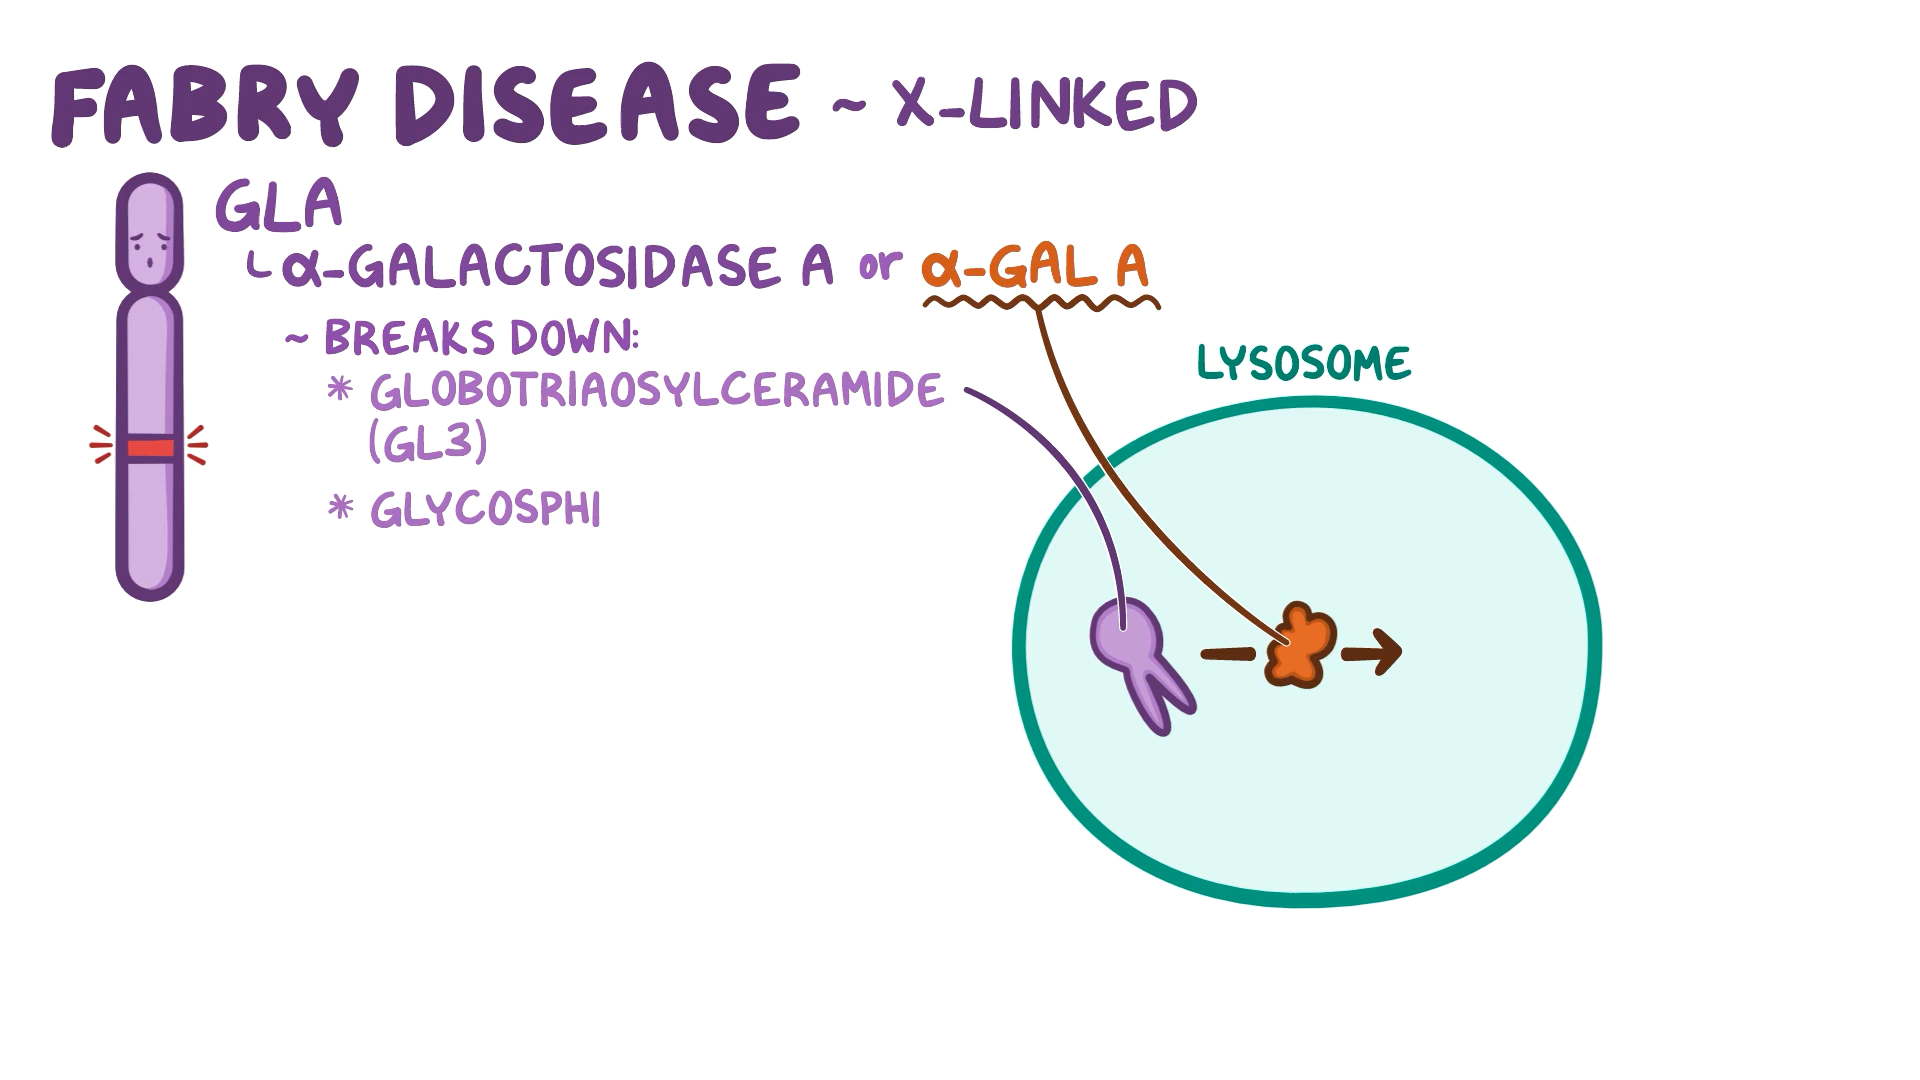 FABRY DISEASE ~ X-LINKED
GLA
α-GALACTOSIDASE A or α-GAL A
~ BREAKS DOWN:
* GLOBOTRIAOSYLCERAMIDE
(GL3)
* GLYCOSPHI
LYSOSOME